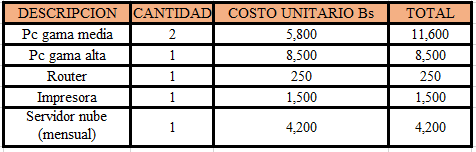 DESCRIPCION CANTIDAD COSTO UNITARIO Bs TOTAL
Pc gama media 2 5,800 11,600
Pc gama alta 1 8,500 8,500
Router 1 250 250
Impresora 1 1,500 1,500
Servidor nube
(mensual) 1 4,200 4,200